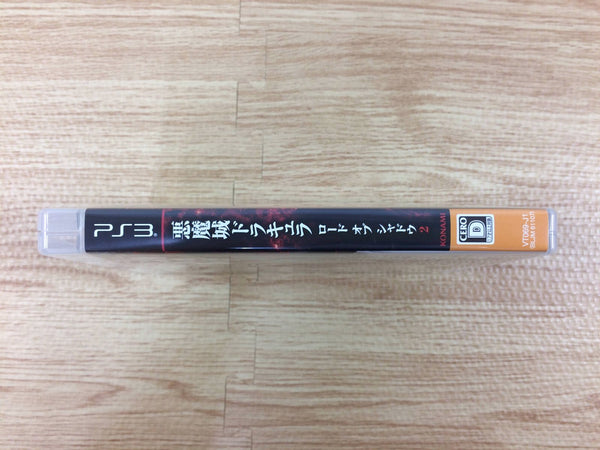 PS3
悪魔城ドラキュラ ロード オブ シャドウ 2
KONAMI
CERO
D
VT069-J1
BLJM 61107